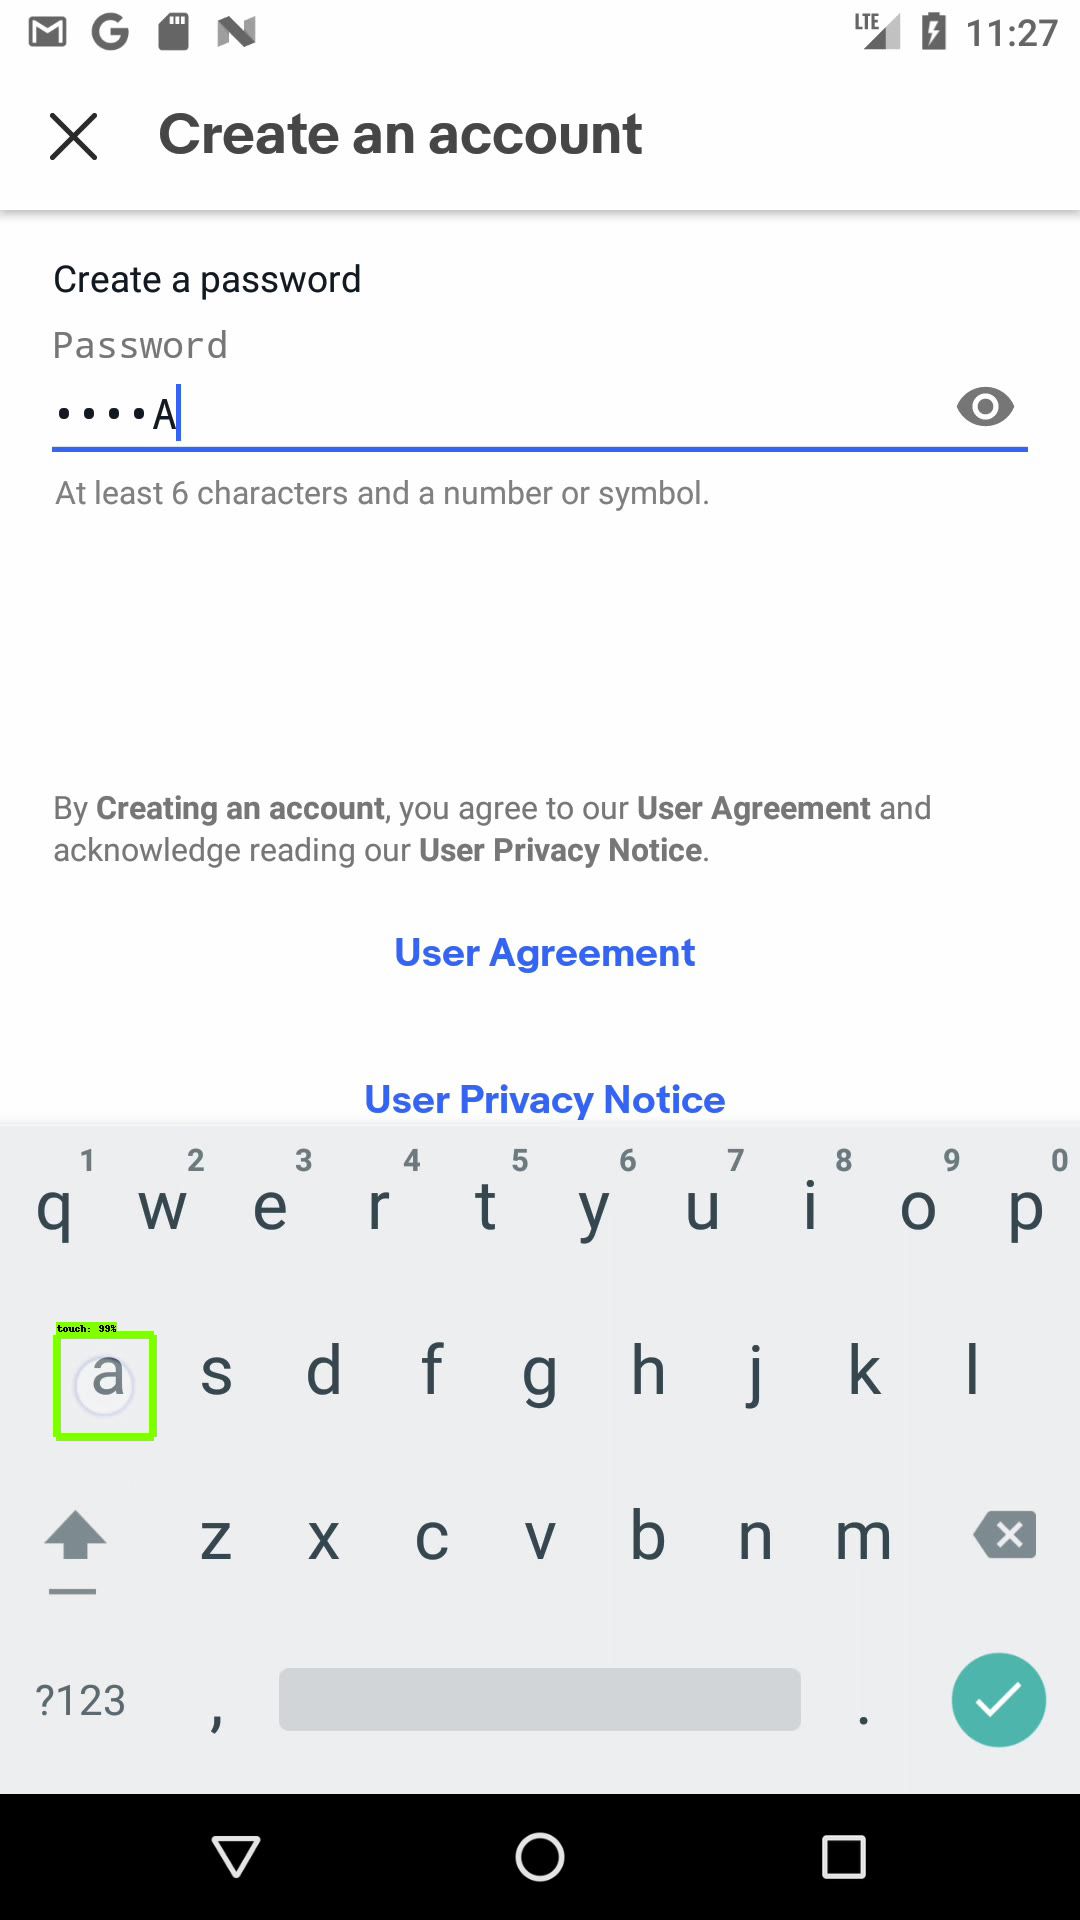 LTE 11:27
Create an account
Create a password
Password
••••A
At least 6 characters and a number or symbol.
By Creating an account, you agree to our User Agreement and
acknowledge reading our User Privacy Notice.
User Agreement
User Privacy Notice
1 2 3 4 5 6 7 8 9 0
q w e r t y u i o p
touch: 99%
a s d f g h j k l
z x c v b n m
?123 , .